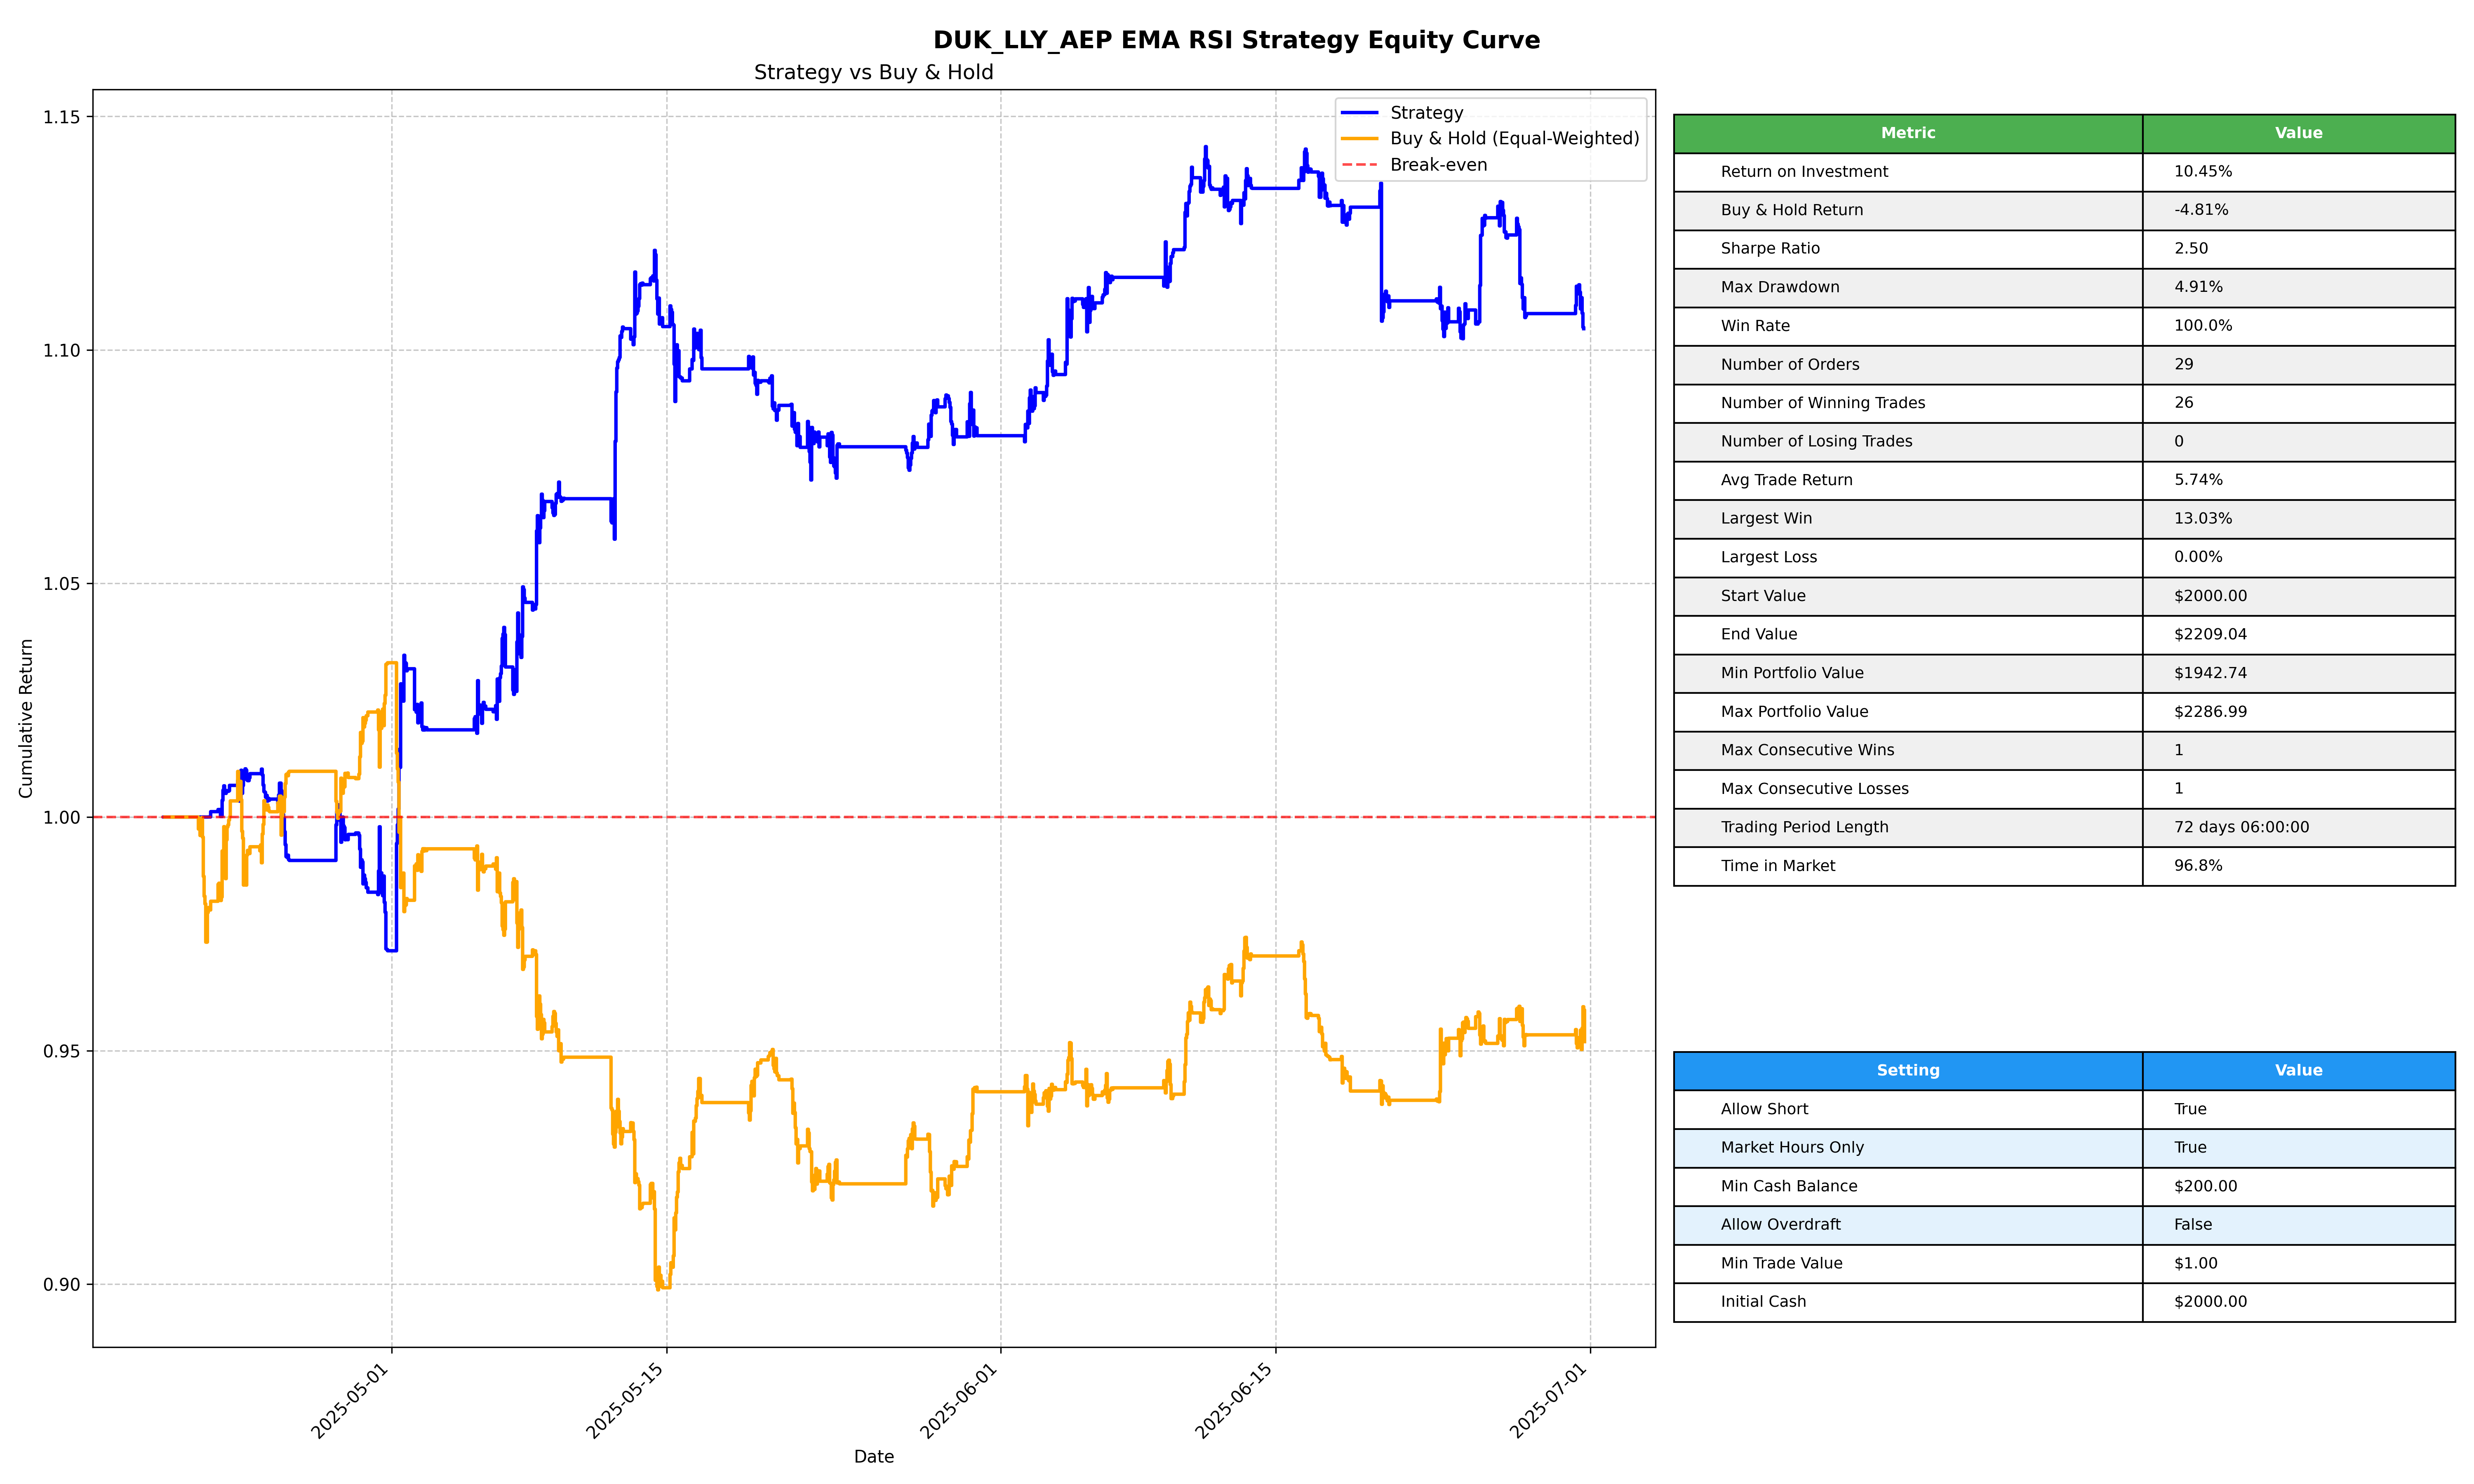 DUK_LLY_AEP EMA RSI Strategy Equity Curve
Strategy vs Buy & Hold
Strategy
Buy & Hold (Equal-Weighted)
Break-even
Cumulative Return
1.15
1.10
1.05
1.00
0.95
0.90
2025-05-01
2025-05-15
2025-06-01
2025-06-15
2025-07-01
Date
Metric Value
Return on Investment 10.45%
Buy & Hold Return -4.81%
Sharpe Ratio 2.50
Max Drawdown 4.91%
Win Rate 100.0%
Number of Orders 29
Number of Winning Trades 26
Number of Losing Trades 0
Avg Trade Return 5.74%
Largest Win 13.03%
Largest Loss 0.00%
Start Value $2000.00
End Value $2209.04
Min Portfolio Value $1942.74
Max Portfolio Value $2286.99
Max Consecutive Wins 1
Max Consecutive Losses 1
Trading Period Length 72 days 06:00:00
Time in Market 96.8%
Setting Value
Allow Short True
Market Hours Only True
Min Cash Balance $200.00
Allow Overdraft False
Min Trade Value $1.00
Initial Cash $2000.00